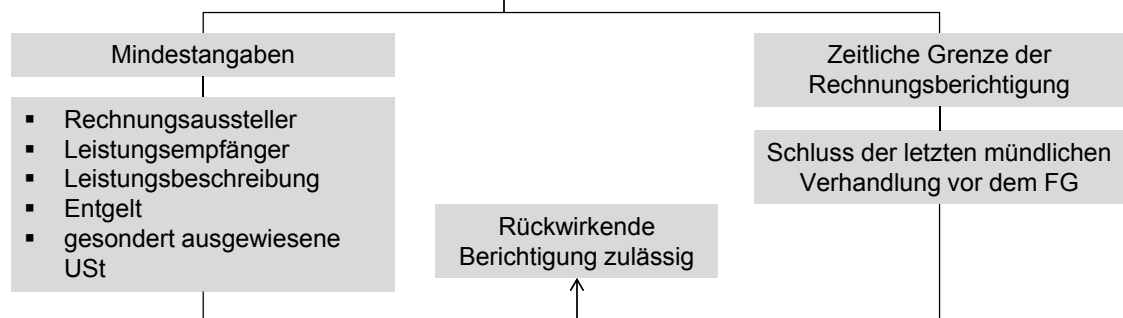 Mindestangaben
▪ Rechnungsaussteller
▪ Leistungsempfänger
▪ Leistungsbeschreibung
▪ Entgelt
▪ gesondert ausgewiesene
USt
Rückwirkende
Berichtigung zulässig
Zeitliche Grenze der
Rechnungsberichtigung
Schluss der letzten mündlichen
Verhandlung vor dem FG